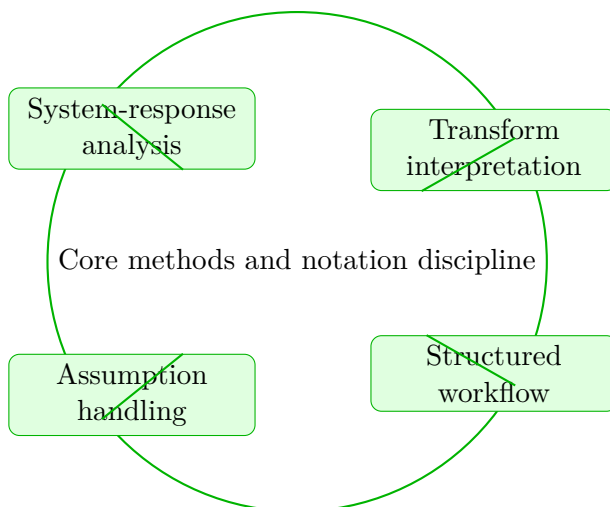 System-response
analysis
Transform
interpretation
Core methods and notation discipline
Assumption
handling
Structured
workflow